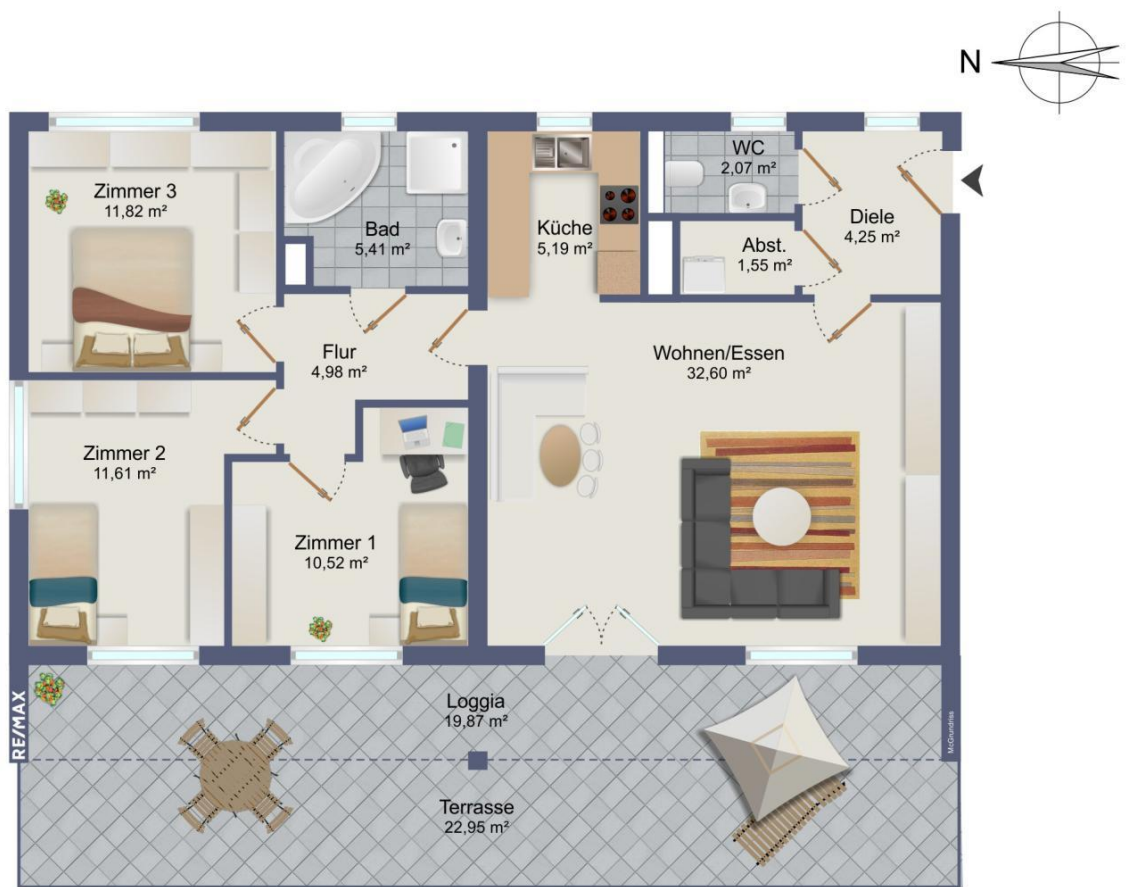 N
Zimmer 3
11,82 m²
Bad
5,41 m²
Küche
5,19 m²
WC
2,07 m²
Abst.
1,55 m²
Diele
4,25 m²
Flur
4,98 m²
Wohnen/Essen
32,60 m²
Zimmer 2
11,61 m²
Zimmer 1
10,52 m²
Loggia
19,87 m²
Terrasse
22,95 m²
RE/MAX
McGrundriss